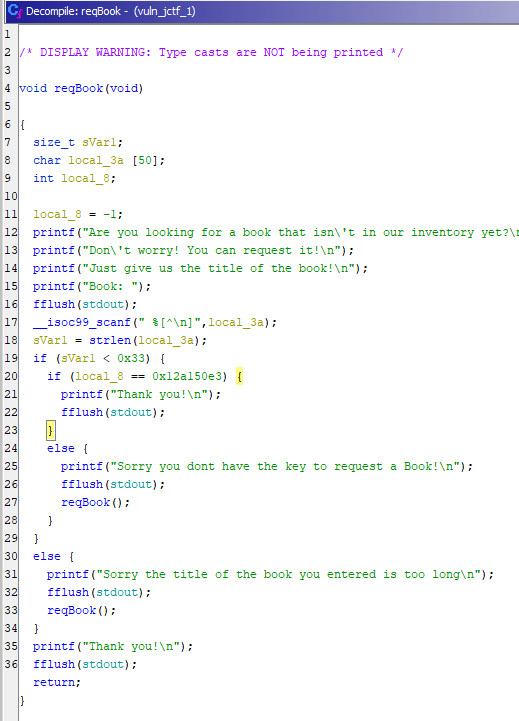 Decompile: reqBook - (vuln_jctf_1)
1
2 /* DISPLAY WARNING: Type casts are NOT being printed */
3
4 void reqBook(void)
5
6 {
7 size_t sVar1;
8 char local_3a [50];
9 int local_8;
10
11 local_8 = -1;
12 printf("Are you looking for a book that isn\'t in our inventory yet?\n
13 printf("Don\'t worry! You can request it!\n");
14 printf("Just give us the title of the book!\n");
15 printf("Book: ");
16 fflush(stdout);
17 __isoc99_scanf(" %[^\n]",local_3a);
18 sVar1 = strlen(local_3a);
19 if (sVar1 < 0x33) {
20 if (local_8 == 0x12a150e3) {
21 printf("Thank you!\n");
22 fflush(stdout);
23 }
24 else {
25 printf("Sorry you dont have the key to request a Book!\n");
26 fflush(stdout);
27 reqBook();
28 }
29 }
30 else {
31 printf("Sorry the title of the book you entered is too long\n");
32 fflush(stdout);
33 reqBook();
34 }
35 printf("Thank you!\n");
36 fflush(stdout);
return;
}